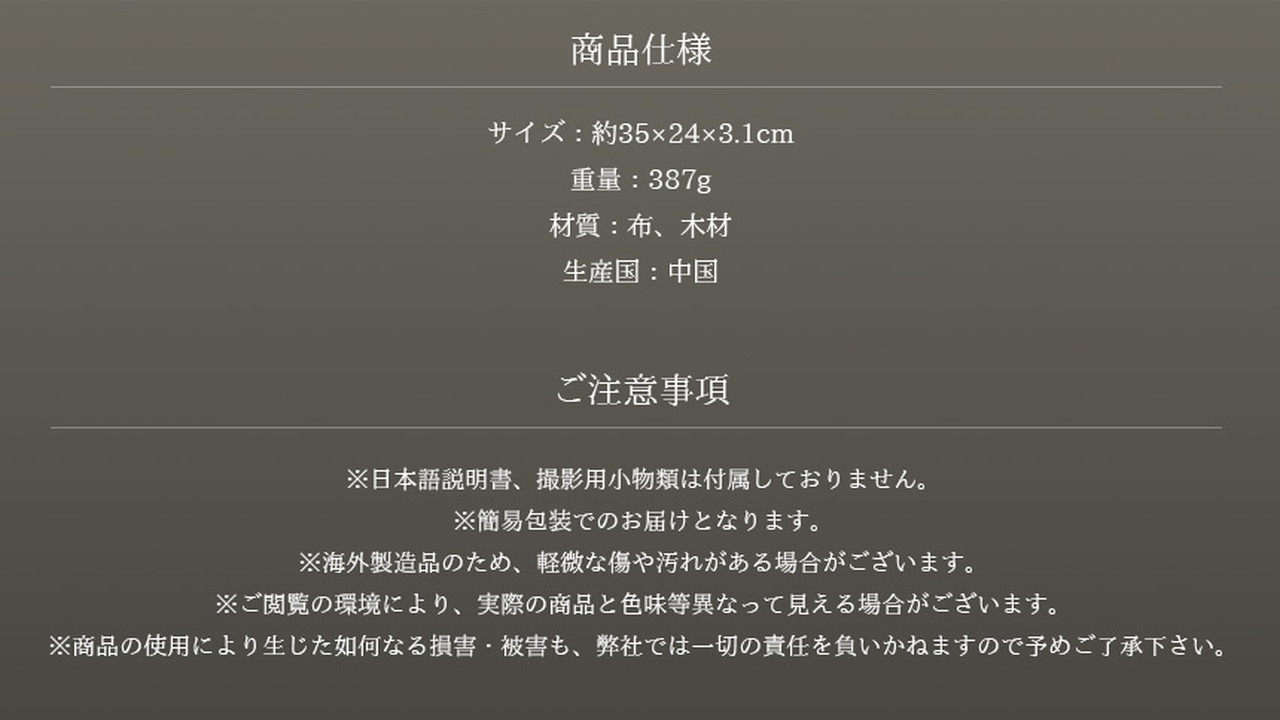 商品仕様
サイズ：約35×24×3.1cm
重量：387g
材質：布、木材
生産国：中国
ご注意事項
※日本語説明書、撮影用小物類は付属しておりません。
※簡易包装でのお届けとなります。
※海外製造品のため、軽微な傷や汚れがある場合がございます。
※ご閲覧の環境により、実際の商品と色味等異なって見える場合がございます。
※商品の使用により生じた如何なる損害・被害も、弊社では一切の責任を負いかねますので予めご了承下さい。